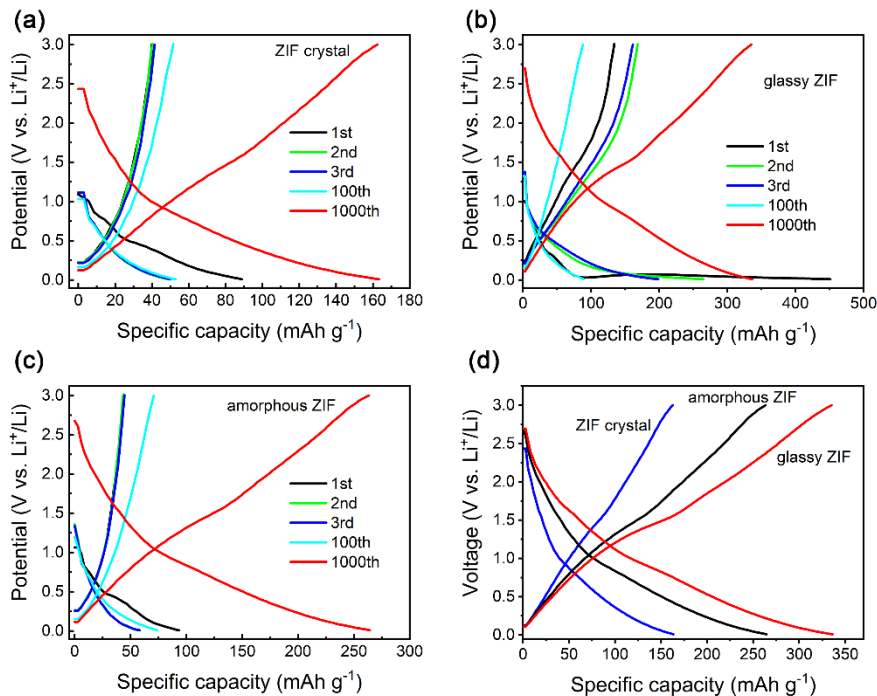 (a)
ZIF crystal
3.0
2.5
2.0
1.5
1.0
0.5
0.0
Potential (V vs. Li⁺/Li)
1st
2nd
3rd
100th
1000th
0 20 40 60 80 100 120 140 160 180
Specific capacity (mAh g⁻¹)
(b)
glassy ZIF
3.0
2.5
2.0
1.5
1.0
0.5
0.0
Potential (V vs. Li⁺/Li)
1st
2nd
3rd
100th
1000th
0 100 200 300 400 500
Specific capacity (mAh g⁻¹)
(c)
amorphous ZIF
3.0
2.5
2.0
1.5
1.0
0.5
0.0
Potential (V vs. Li⁺/Li)
1st
2nd
3rd
100th
1000th
0 50 100 150 200 250 300
Specific capacity (mAh g⁻¹)
(d)
amorphous ZIF
ZIF crystal
glassy ZIF
3.0
2.5
2.0
1.5
1.0
0.5
0.0
Voltage (V vs. Li⁺/Li)
0 50 100 150 200 250 300 350
Specific capacity (mAh g⁻¹)